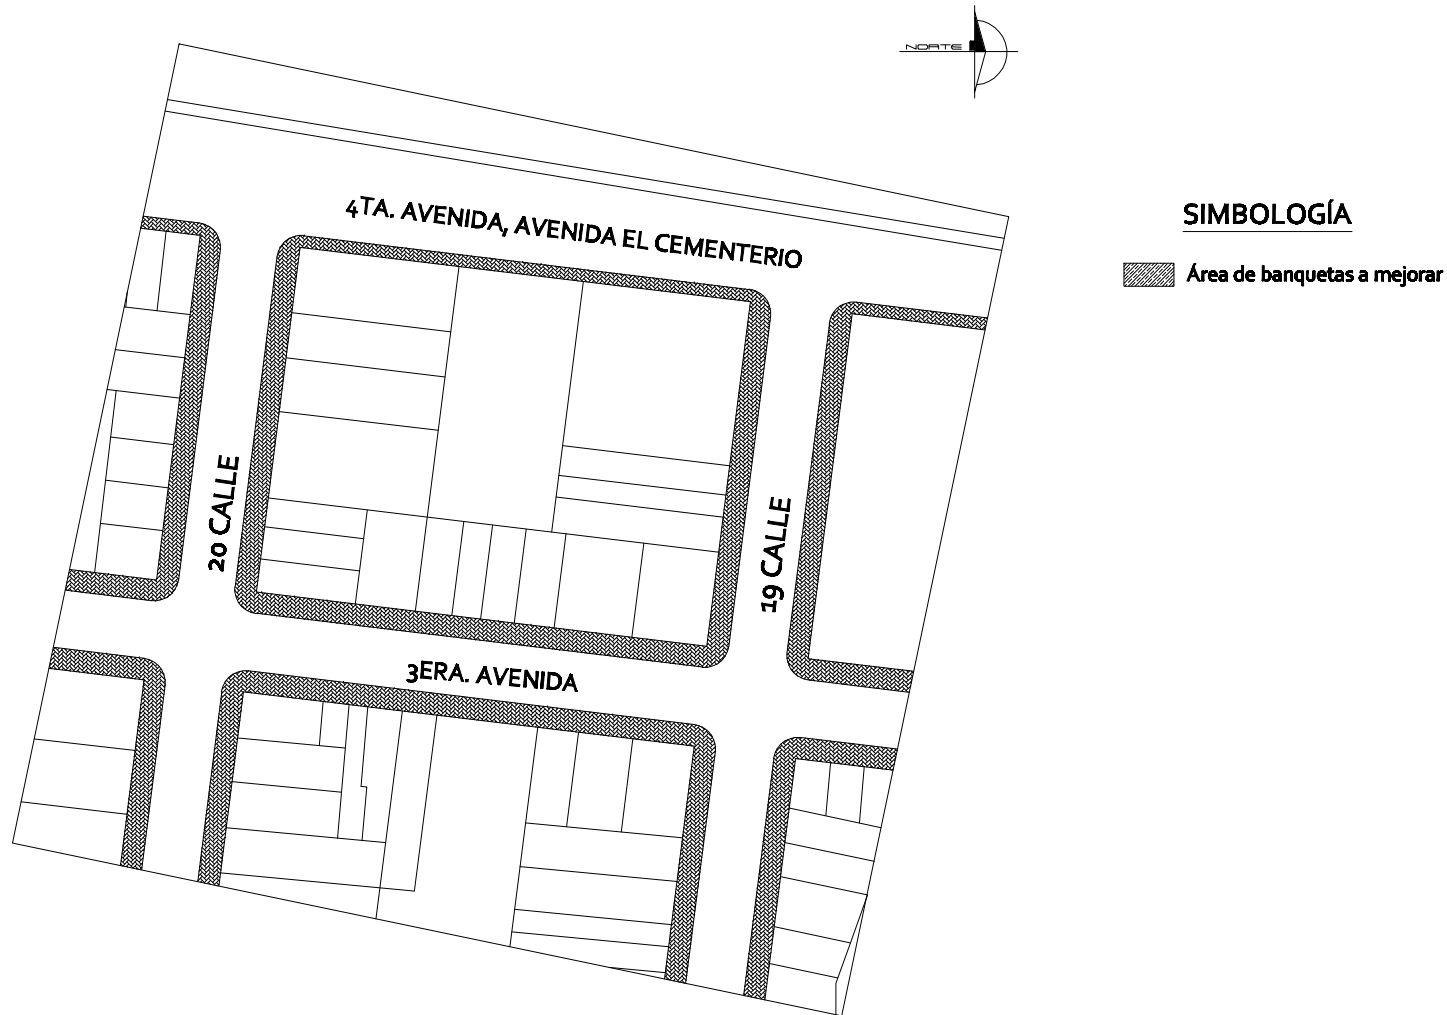 NORTE
4TA. AVENIDA, AVENIDA EL CEMENTERIO
SIMBOLOGÍA
Área de banquetas a mejorar
20 CALLE
19 CALLE
3ERA. AVENIDA